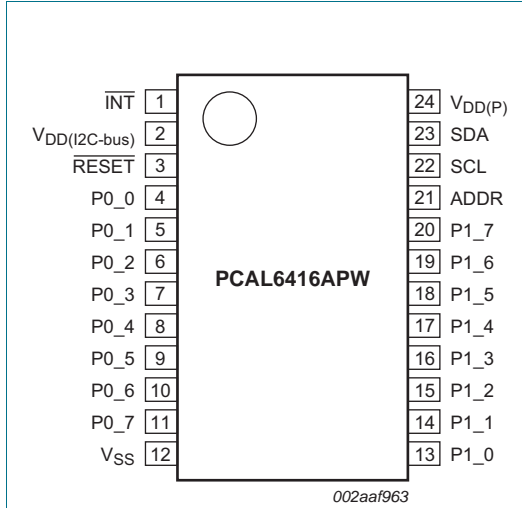 INT 1 24 VDD(P)
VDD(I2C-bus) 2 23 SDA
RESET 3 22 SCL
P0_0 4 21 ADDR
P0_1 5 20 P1_7
P0_2 6 19 P1_6
PCAL6416APW
P0_3 7 18 P1_5
P0_4 8 17 P1_4
P0_5 9 16 P1_3
P0_6 10 15 P1_2
P0_7 11 14 P1_1
VSS 12 13 P1_0
002aaf963